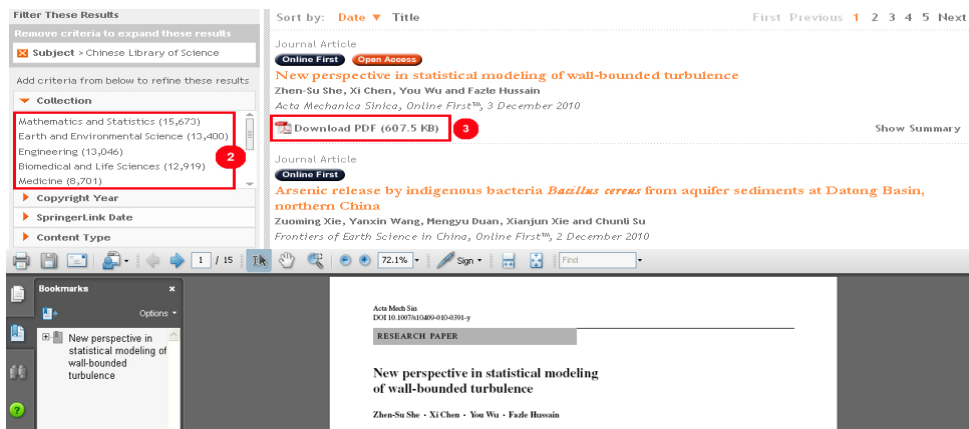 Filter These Results
Remove criteria to expand these results
Subject > Chinese Library of Science
Add criteria from below to refine these results
Collection
Mathematics and Statistics (15,673)
Earth and Environmental Science (13,400)
Engineering (13,046)
Biomedical and Life Sciences (12,919)
Medicine (8,701)
2
Copyright Year
SpringerLink Date
Content Type
Sort by: Date ▼ Title
First Previous 1 2 3 4 5 Next
Journal Article
Online First Open Access
New perspective in statistical modeling of wall-bounded turbulence
Zhen-Su She, Xi Chen, You Wu and Fazle Hussain
Acta Mechanica Sinica, Online First™, 3 December 2010
Download PDF (607.5 KB) 3 Show Summary
Journal Article
Online First
Arsenic release by indigenous bacteria Bacillus cereus from aquifer sediments at Datong Basin,
northern China
Zuoming Xie, Yanxin Wang, Mengyu Duan, Xianjun Xie and Chunli Su
Frontiers of Earth Science in China, Online First™, 2 December 2010
1 / 15 72.1% Sign Find
Bookmarks x
Options
New perspective in
statistical modeling of
wall-bounded
turbulence
?
Acta Mech Sin
DOI 10.1007/s10409-010-0391-y
RESEARCH PAPER
New perspective in statistical modeling
of wall-bounded turbulence
Zhen-Su She · Xi Chen · You Wu · Fazle Hussain